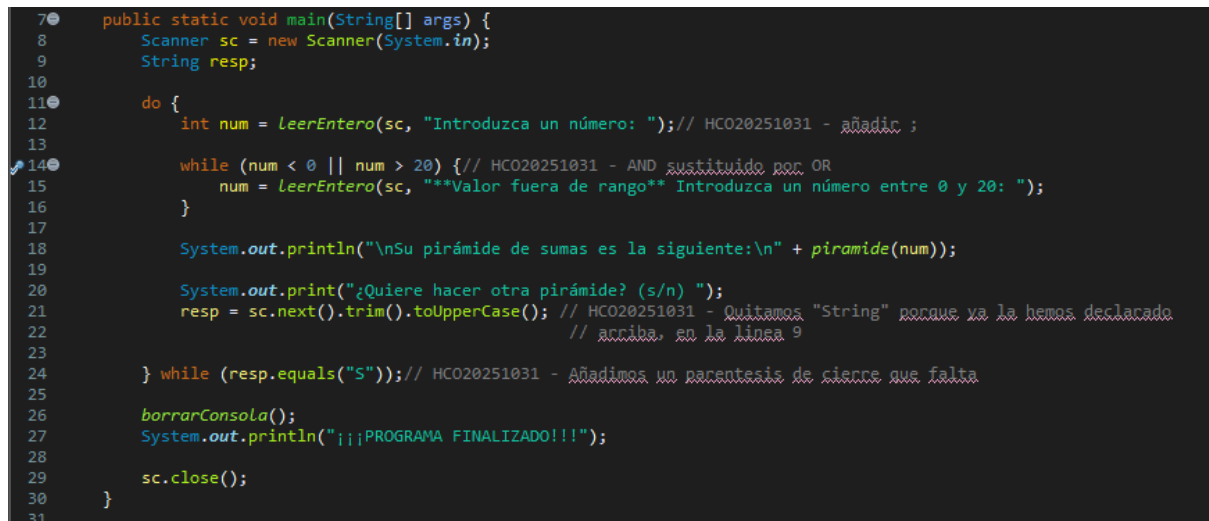 7 public static void main(String[] args) {
8 Scanner sc = new Scanner(System.in);
9 String resp;
10
11 do {
12 int num = leerEntero(sc, "Introduzca un número: ");// HCO20251031 - añadir ;
13
14 while (num < 0 || num > 20) {// HCO20251031 - AND sustituido por OR
15 num = leerEntero(sc, "**Valor fuera de rango** Introduzca un número entre 0 y 20: ");
16 }
17
18 System.out.println("\nSu pirámide de sumas es la siguiente:\n" + piramide(num));
19
20 System.out.print("¿Quiere hacer otra pirámide? (s/n) ");
21 resp = sc.next().trim().toUpperCase(); // HCO20251031 - Quitamos "String" porque ya la hemos declarado
22 // arriba, en la linea 9
23
24 } while (resp.equals("S"));// HCO20251031 - Añadimos un parentesis de cierre que falta
25
26 borrarConsola();
27 System.out.println("¡¡¡PROGRAMA FINALIZADO!!!");
28
29 sc.close();
30 }
31